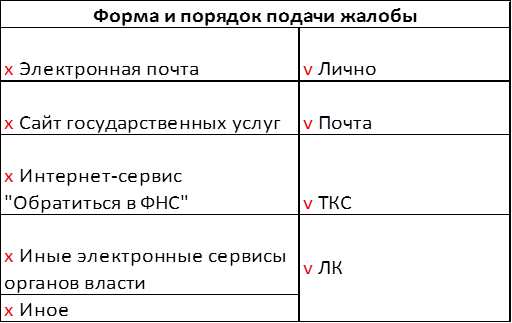 Форма и порядок подачи жалобы
x Электронная почта
v Лично
x Сайт государственных услуг
v Почта
x Интернет-сервис
"Обратиться в ФНС"
v ТКС
x Иные электронные сервисы
органов власти
v ЛК
x Иное